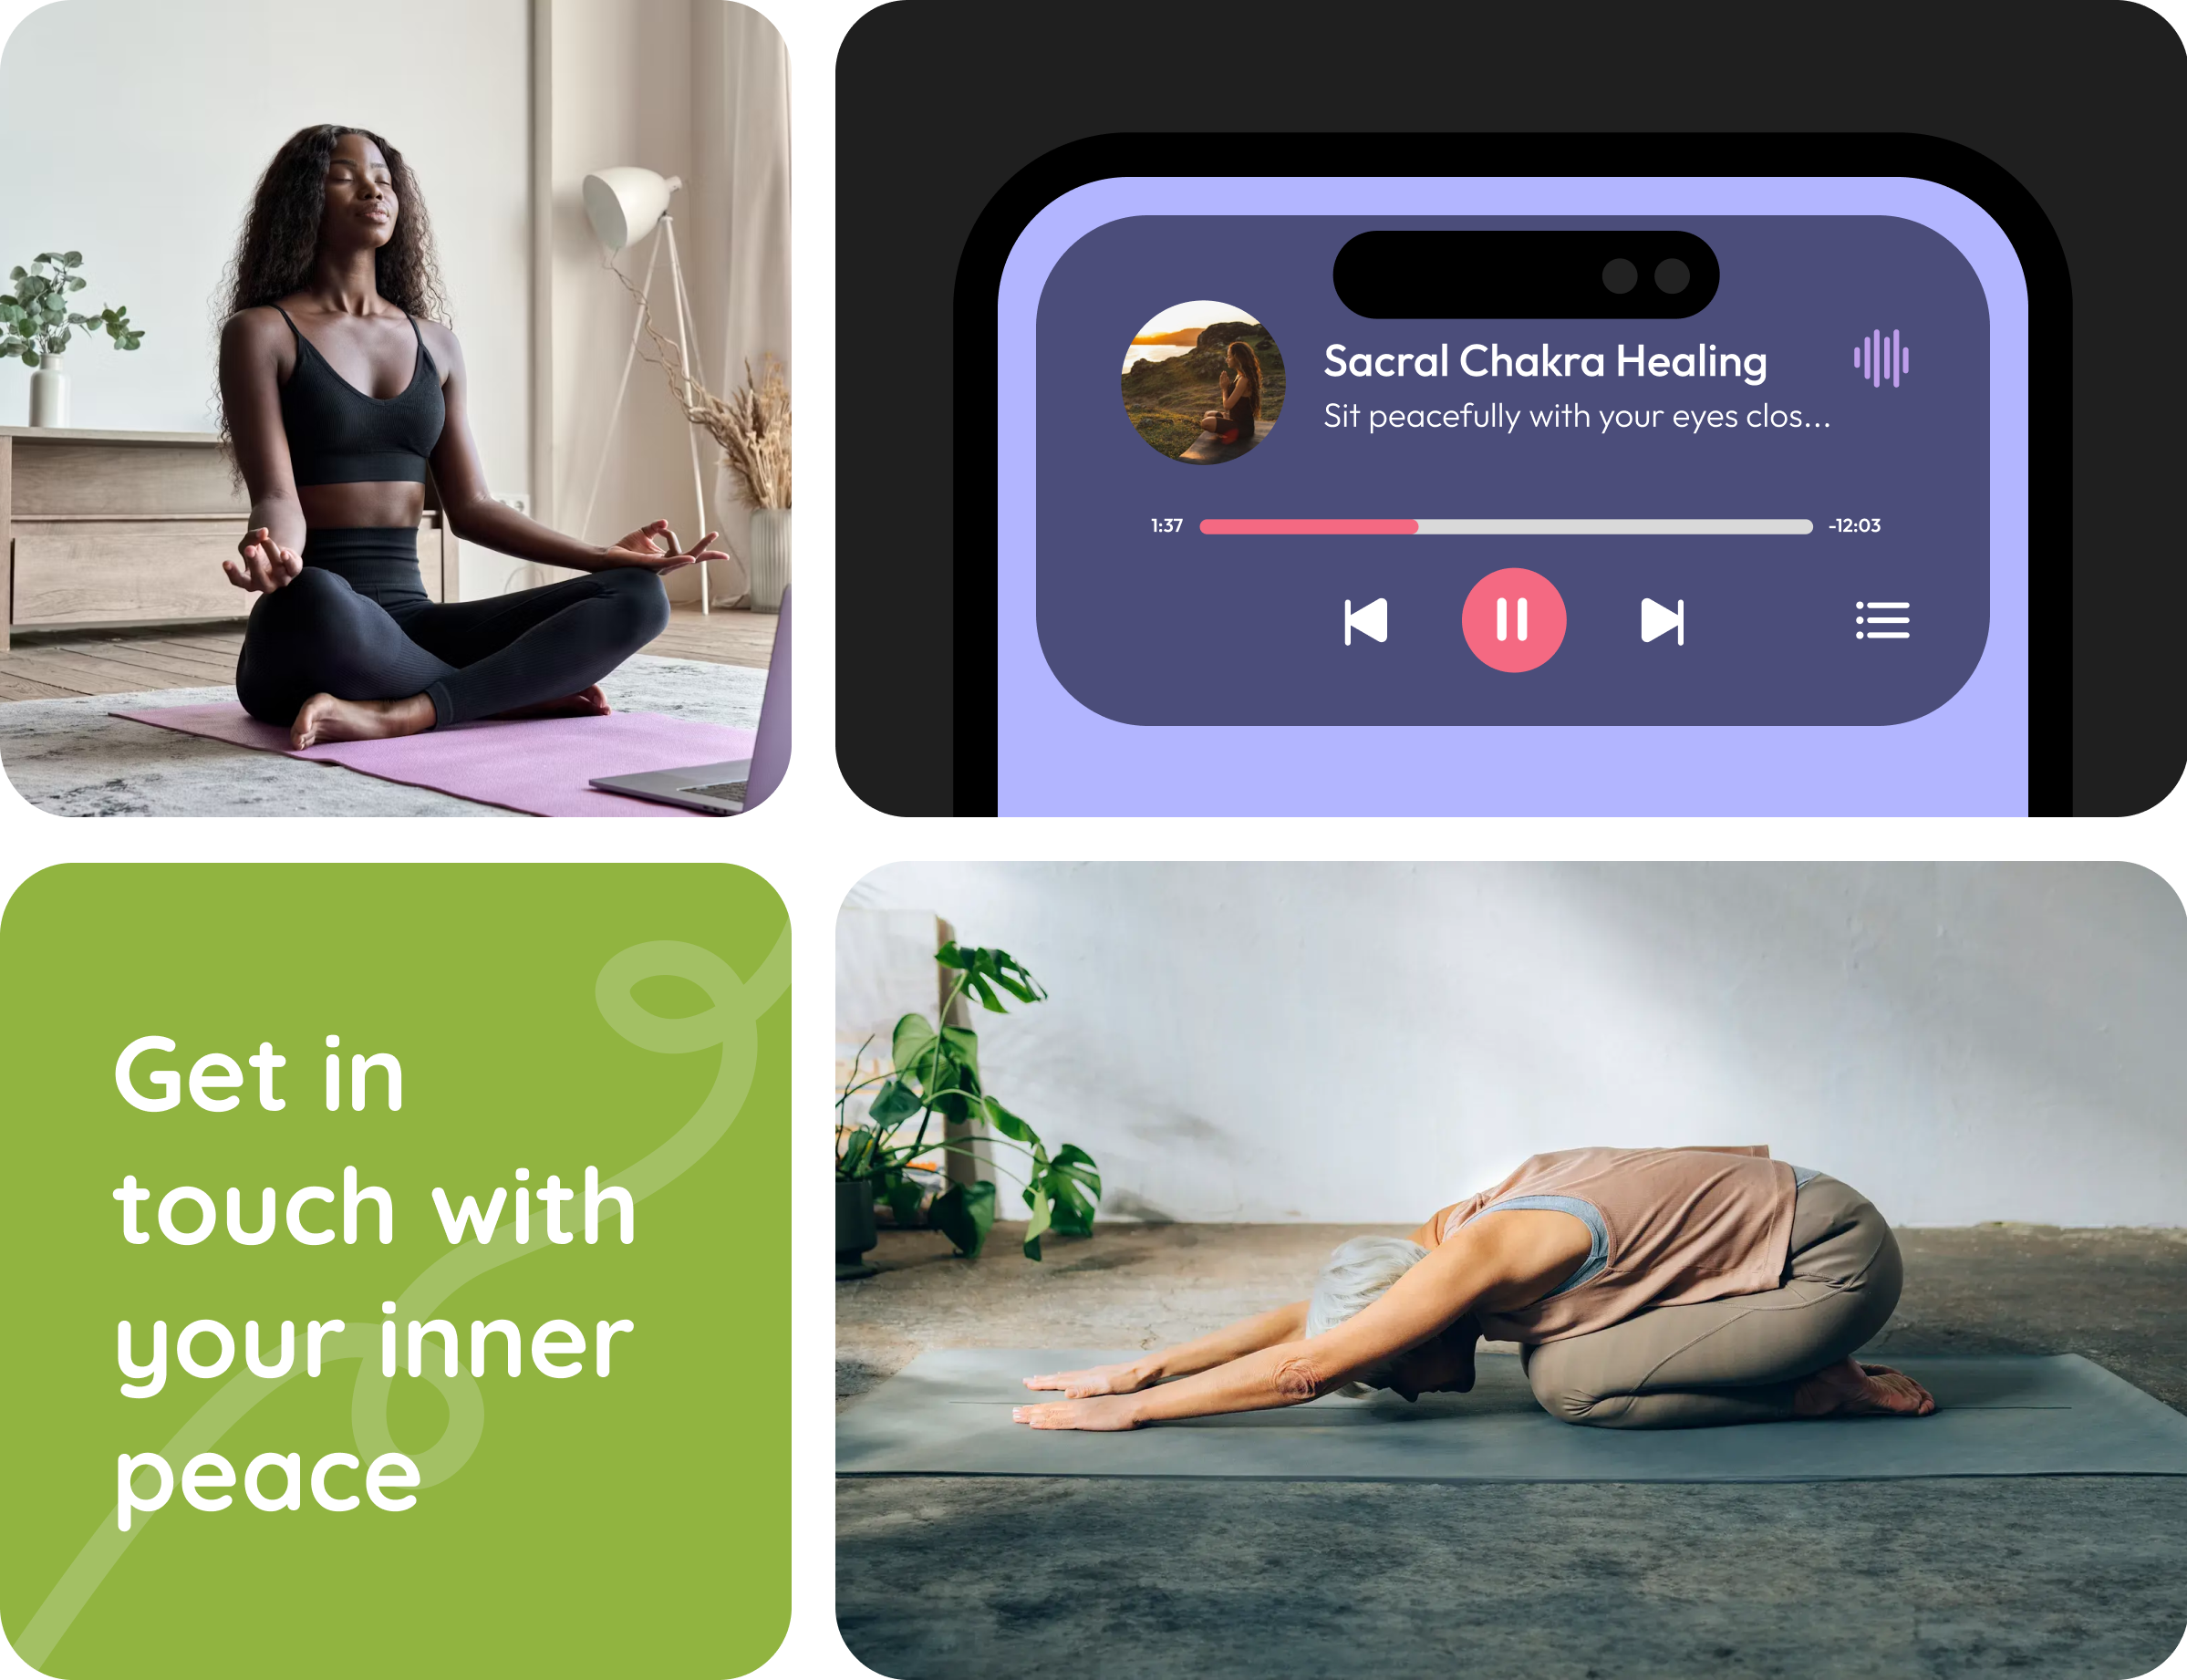 Sacral Chakra Healing
Sit peacefully with your eyes clos...
1:37
-12:03
Get in
touch with
your inner
peace